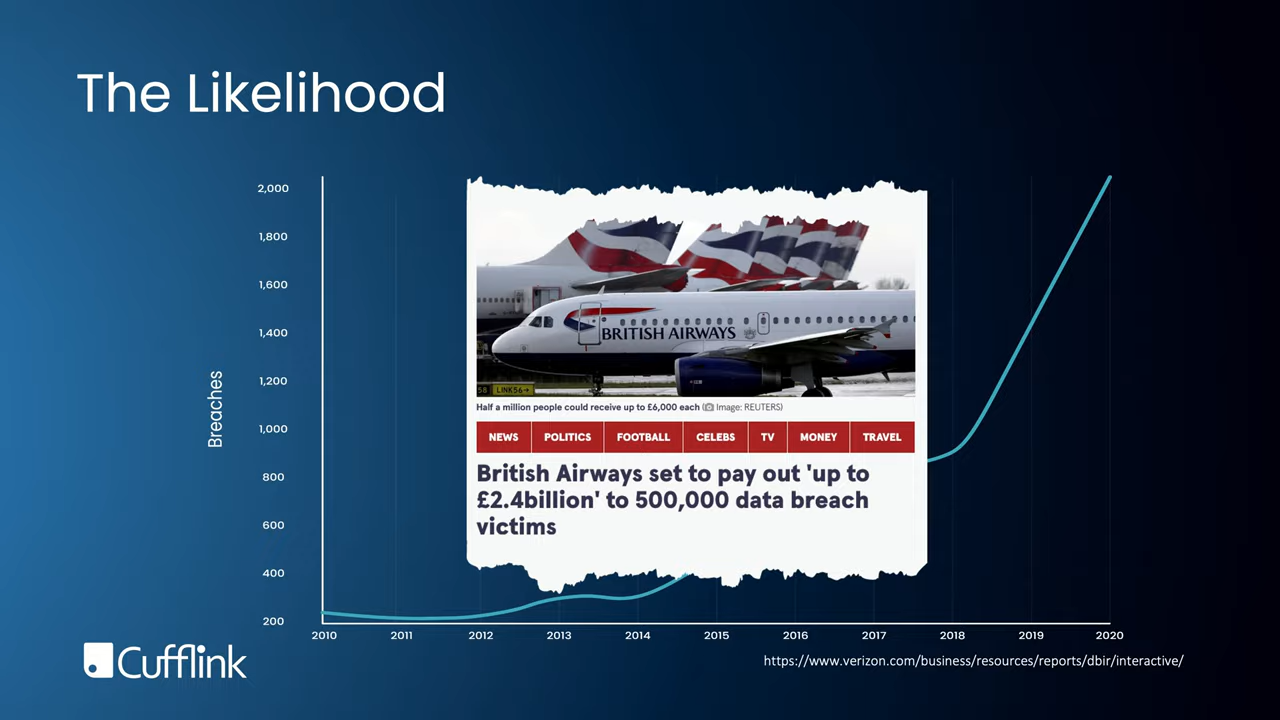 The Likelihood
2,000
1,800
1,600
1,400
1,200
1,000
800
600
400
200
Breaches
2010 2011 2012 2013 2014 2015 2016 2017 2018 2019 2020
BRITISH AIRWAYS
58 LINK56→
Half a million people could receive up to £6,000 each (Image: REUTERS)
NEWS POLITICS FOOTBALL CELEBS TV MONEY TRAVEL
British Airways set to pay out 'up to
£2.4billion' to 500,000 data breach
victims
Cufflink
https://www.verizon.com/business/resources/reports/dbir/interactive/